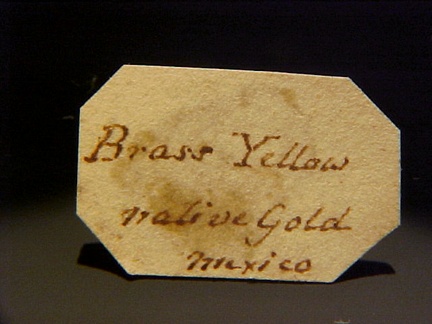 Brass Yellow
native Gold
mexico